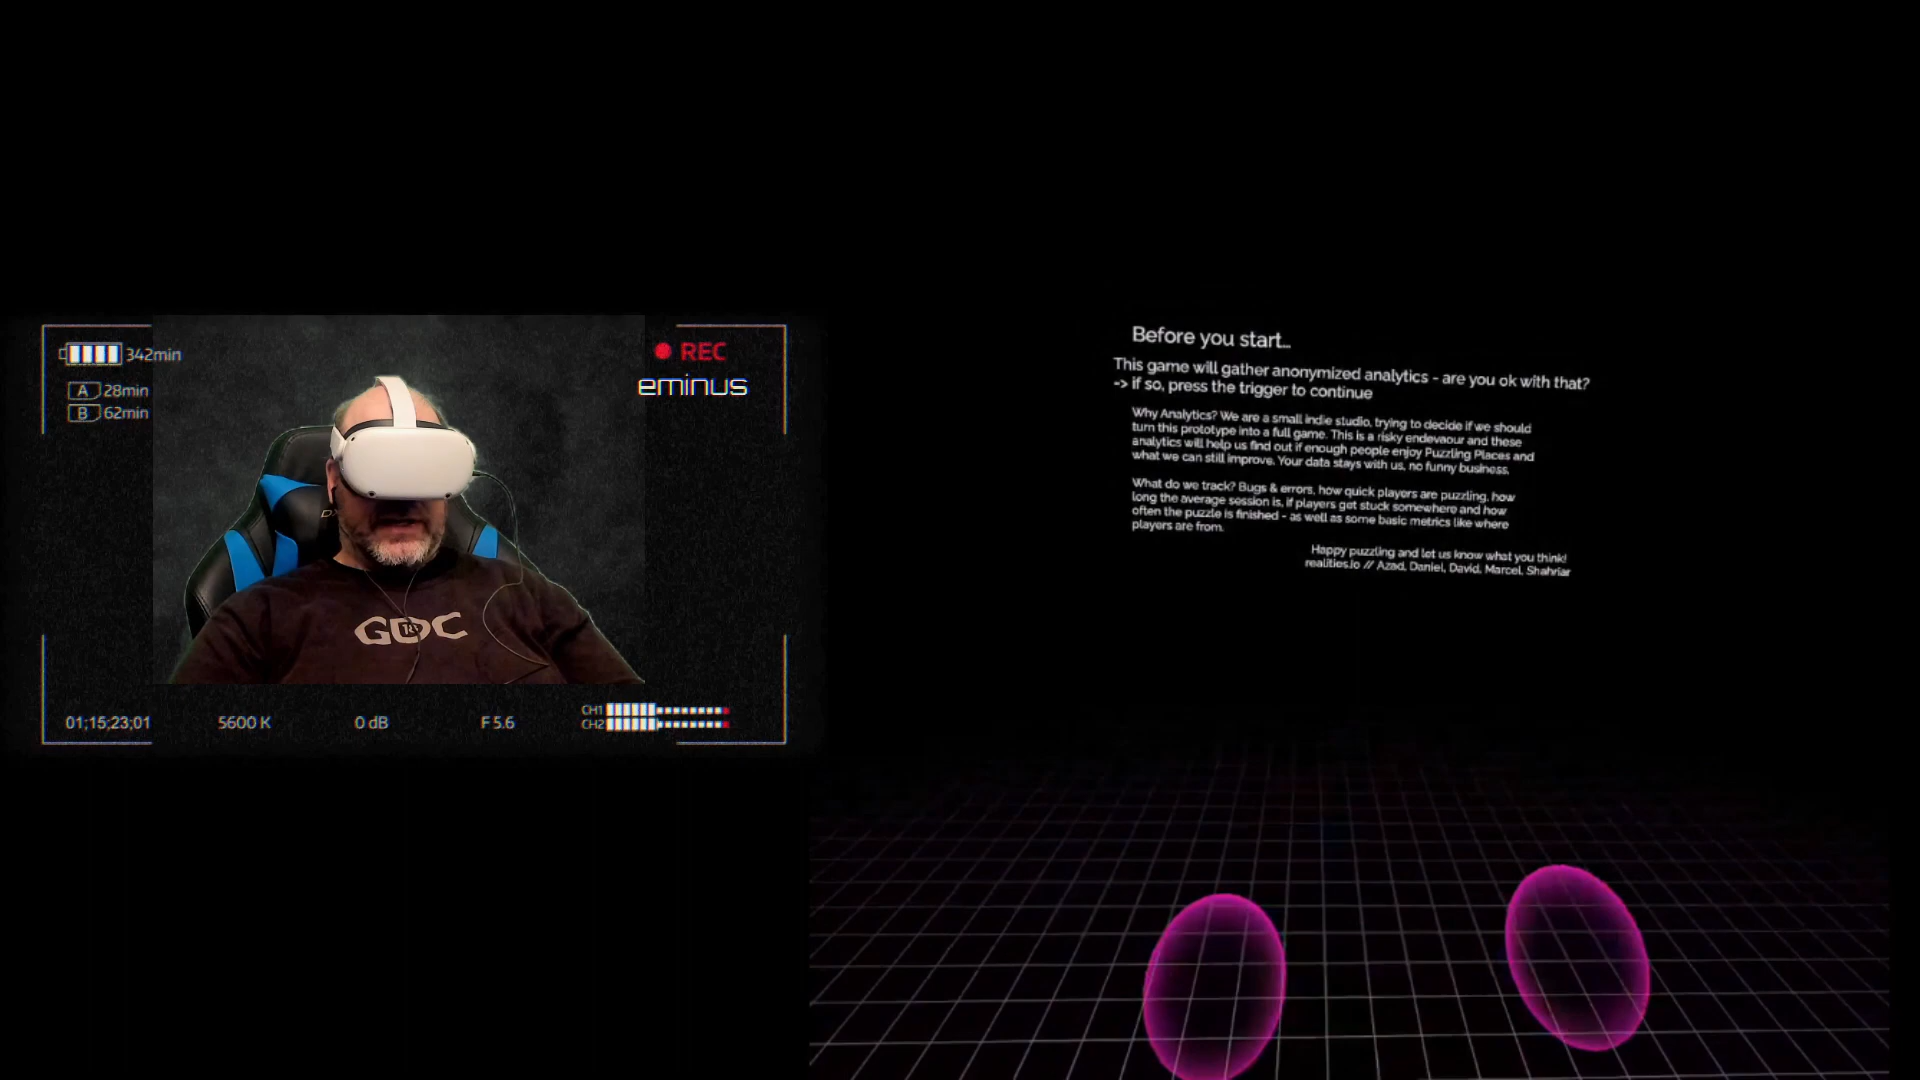 342min
A 28min
B 62min
REC
eminus
DX
GDC
01;15;23;01
5600 K
0 dB
F 5.6
CH1
CH2
Before you start...
This game will gather anonymized analytics - are you ok with that?
-> if so, press the trigger to continue
Why Analytics? We are a small indie studio, trying to decide if we should
turn this prototype into a full game. This is a risky endevaour and these
analytics will help us find out if enough people enjoy Puzzling Places and
what we can still improve. Your data stays with us, no funny business.
What do we track? Bugs & errors, how quick players are puzzling, how
long the average session is, if players get stuck somewhere and how
often the puzzle is finished - as well as some basic metrics like where
players are from.
Happy puzzling and let us know what you think!
realities.io // Azad, Daniel, David, Marcel, Shahriar